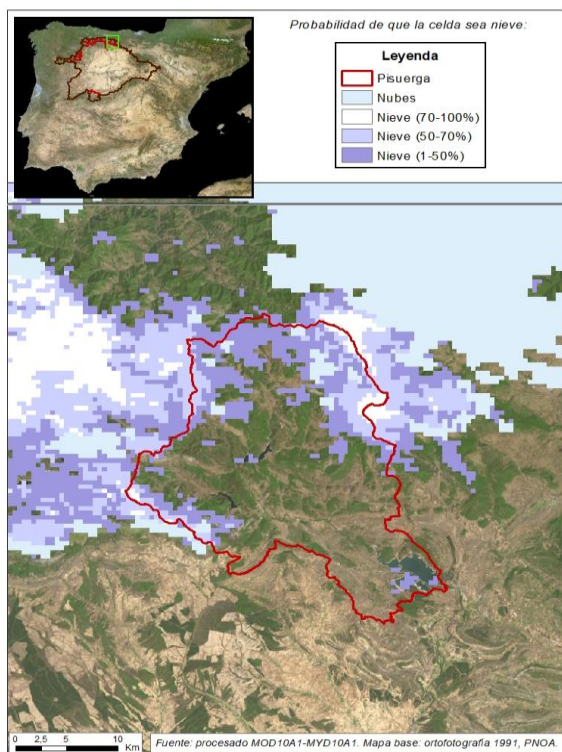 Probabilidad de que la celda sea nieve:
Leyenda
Pisuerga
Nubes
Nieve (70-100%)
Nieve (50-70%)
Nieve (1-50%)
0 2,5 5 10
Km
Fuente: procesado MOD10A1-MYD10A1. Mapa base: ortofotografía 1991, PNOA.